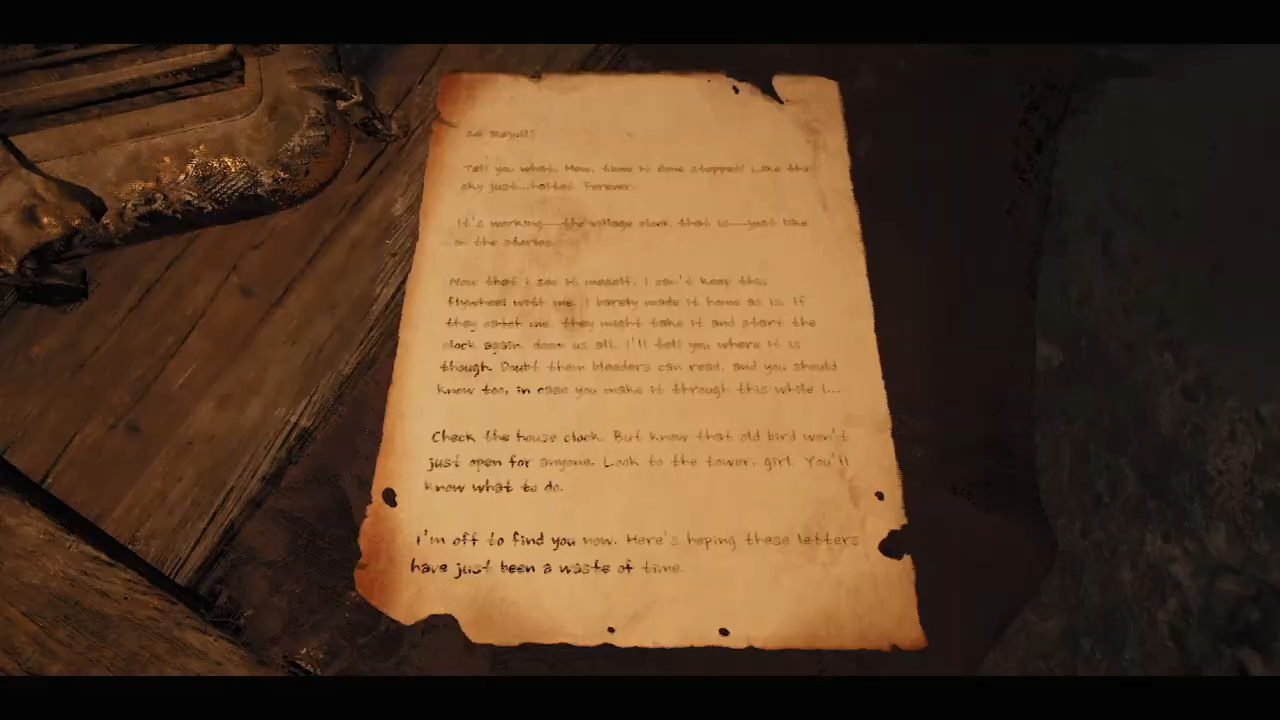 Tell you what. Now, time it done stopped! Like the
sky just...halted. Forever.
It's working—the village clock that is—just like
in the stories.
Now that I see it meself, I can't keep this
flywheel with me. I barely made it home as is. If
they catch me, they might take it and start the
clock again, doom us all. I'll tell you where it is
though. Doubt them bleeders can read, and you should
know too, in case you make it through this while I...
Check the house clock. But know that old bird won't
just open for anyone. Look to the tower, girl. You'll
know what to do.
I'm off to find you now. Here's hoping these letters
have just been a waste of time.